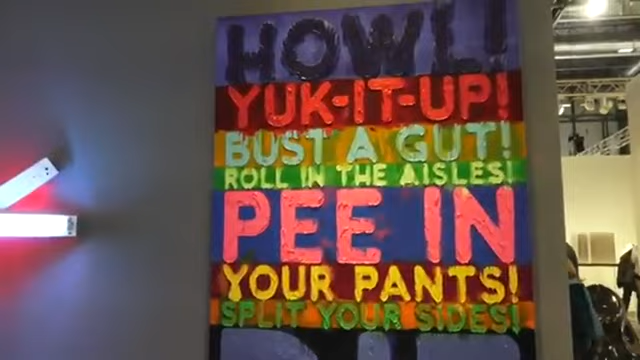 HOWL!
YUK-IT-UP!
BUST A GUT!
ROLL IN THE AISLES!
PEE IN
YOUR PANTS!
SPLIT YOUR SIDES!